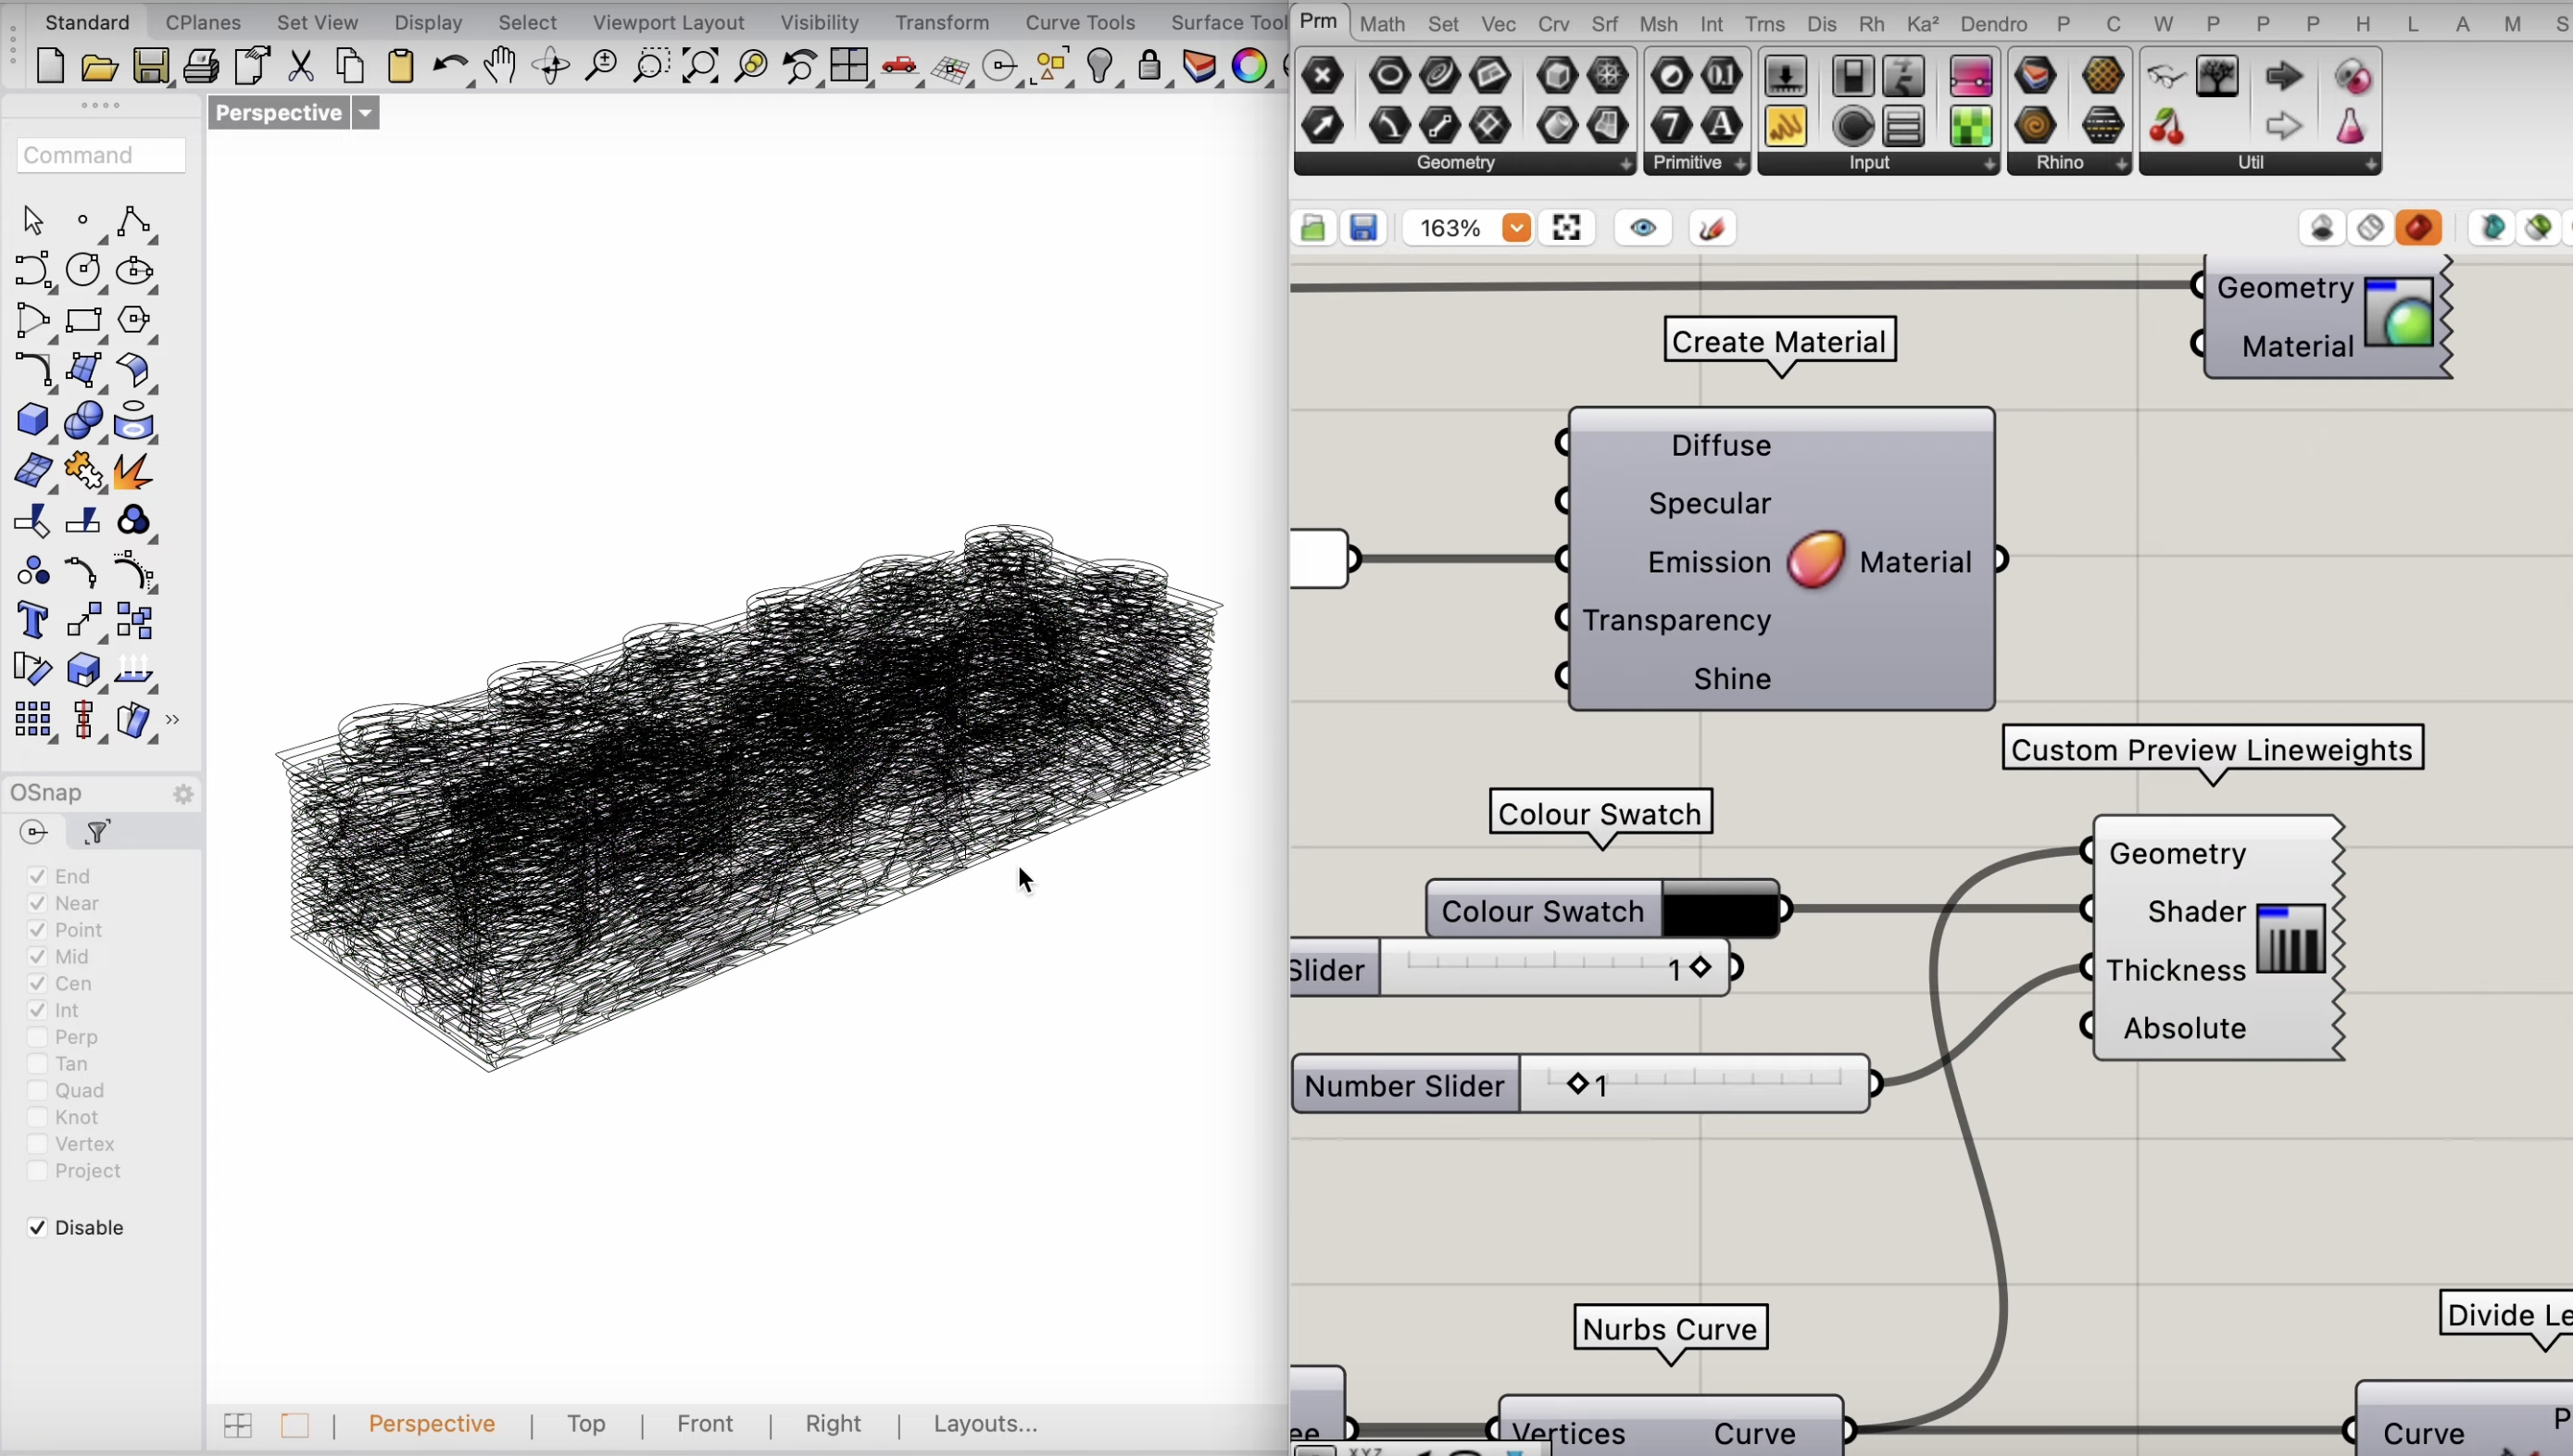 Standard CPlanes Set View Display Select Viewport Layout Visibility Transform Curve Tools Surface Tool
Perspective
Command
OSnap
End
Near
Point
Mid
Cen
Int
Perp
Tan
Quad
Knot
Vertex
Project
Disable
Perspective | Top | Front | Right | Layouts...
Prm Math Set Vec Crv Srf Msh Int Trns Dis Rh Ka² Dendro P C W P P P H L A M S
Geometry Primitive Input Rhino Util
163%
Geometry
Material
Create Material
Diffuse
Specular
Emission Material
Transparency
Shine
Custom Preview Lineweights
Colour Swatch
Geometry
Colour Swatch
Shader
Slider 1
Thickness
Absolute
Number Slider 1
Nurbs Curve
Divide Le
ee
Vertices Curve
Curve P
XYZ